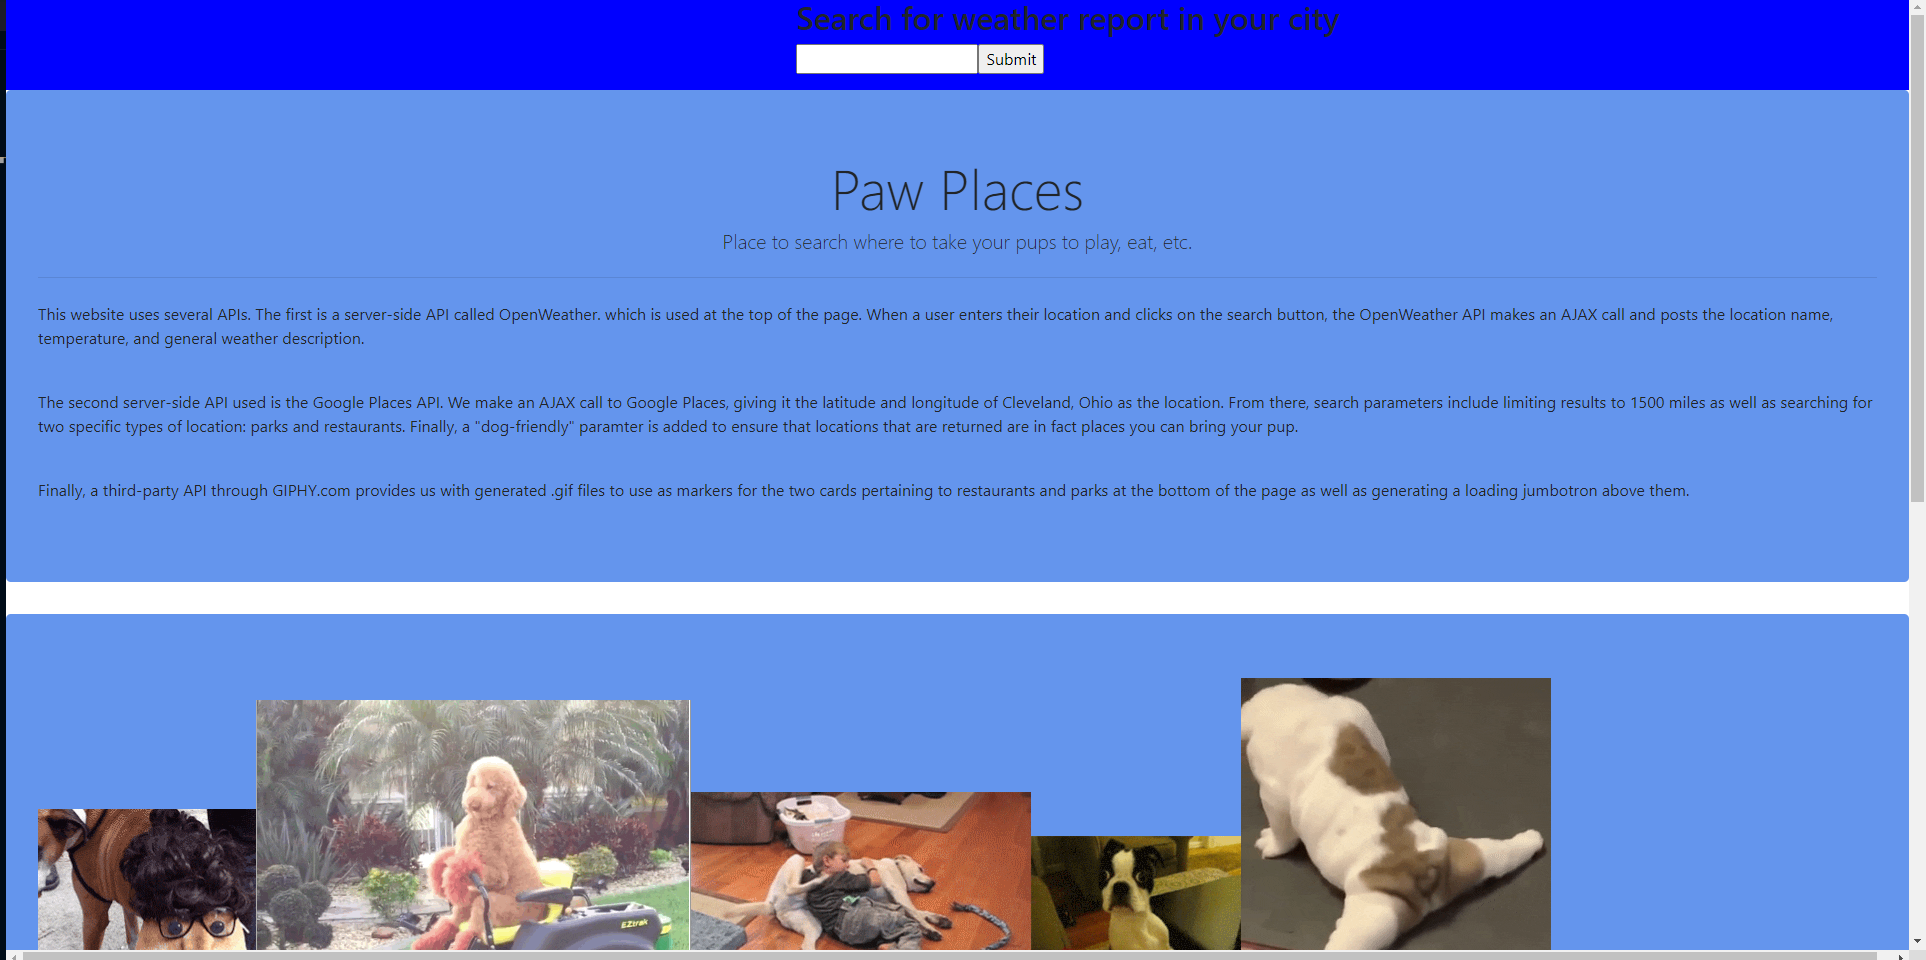 Search for weather report in your city
Submit
Paw Places
Place to search where to take your pups to play, eat, etc.
This website uses several APIs. The first is a server-side API called OpenWeather. which is used at the top of the page. When a user enters their location and clicks on the search button, the OpenWeather API makes an AJAX call and posts the location name,
temperature, and general weather description.
The second server-side API used is the Google Places API. We make an AJAX call to Google Places, giving it the latitude and longitude of Cleveland, Ohio as the location. From there, search parameters include limiting results to 1500 miles as well as searching for
two specific types of location: parks and restaurants. Finally, a "dog-friendly" paramter is added to ensure that locations that are returned are in fact places you can bring your pup.
Finally, a third-party API through GIPHY.com provides us with generated .gif files to use as markers for the two cards pertaining to restaurants and parks at the bottom of the page as well as generating a loading jumbotron above them.
EZtrak